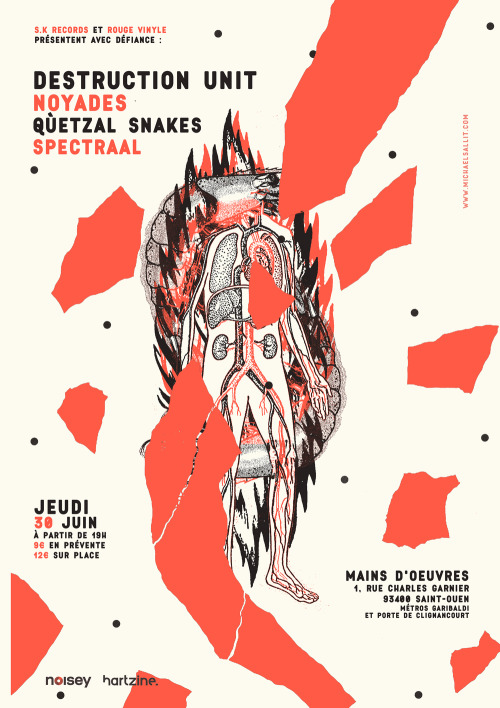 S.K RECORDS ET ROUGE VINYLE
PRÉSENTENT AVEC DÉFIANCE :
DESTRUCTION UNIT
NOYADES
QÙETZAL SNAKES
SPECTRAAL
WWW.MICHAELSALLIT.COM
JEUDI
30 JUIN
À PARTIR DE 19H
9€ EN PRÉVENTE
12€ SUR PLACE
MAINS D'OEUVRES
1, RUE CHARLES GARNIER
93400 SAINT-OUEN
MÉTROS GARIBALDI
ET PORTE DE CLIGNANCOURT
noisey hartzine.